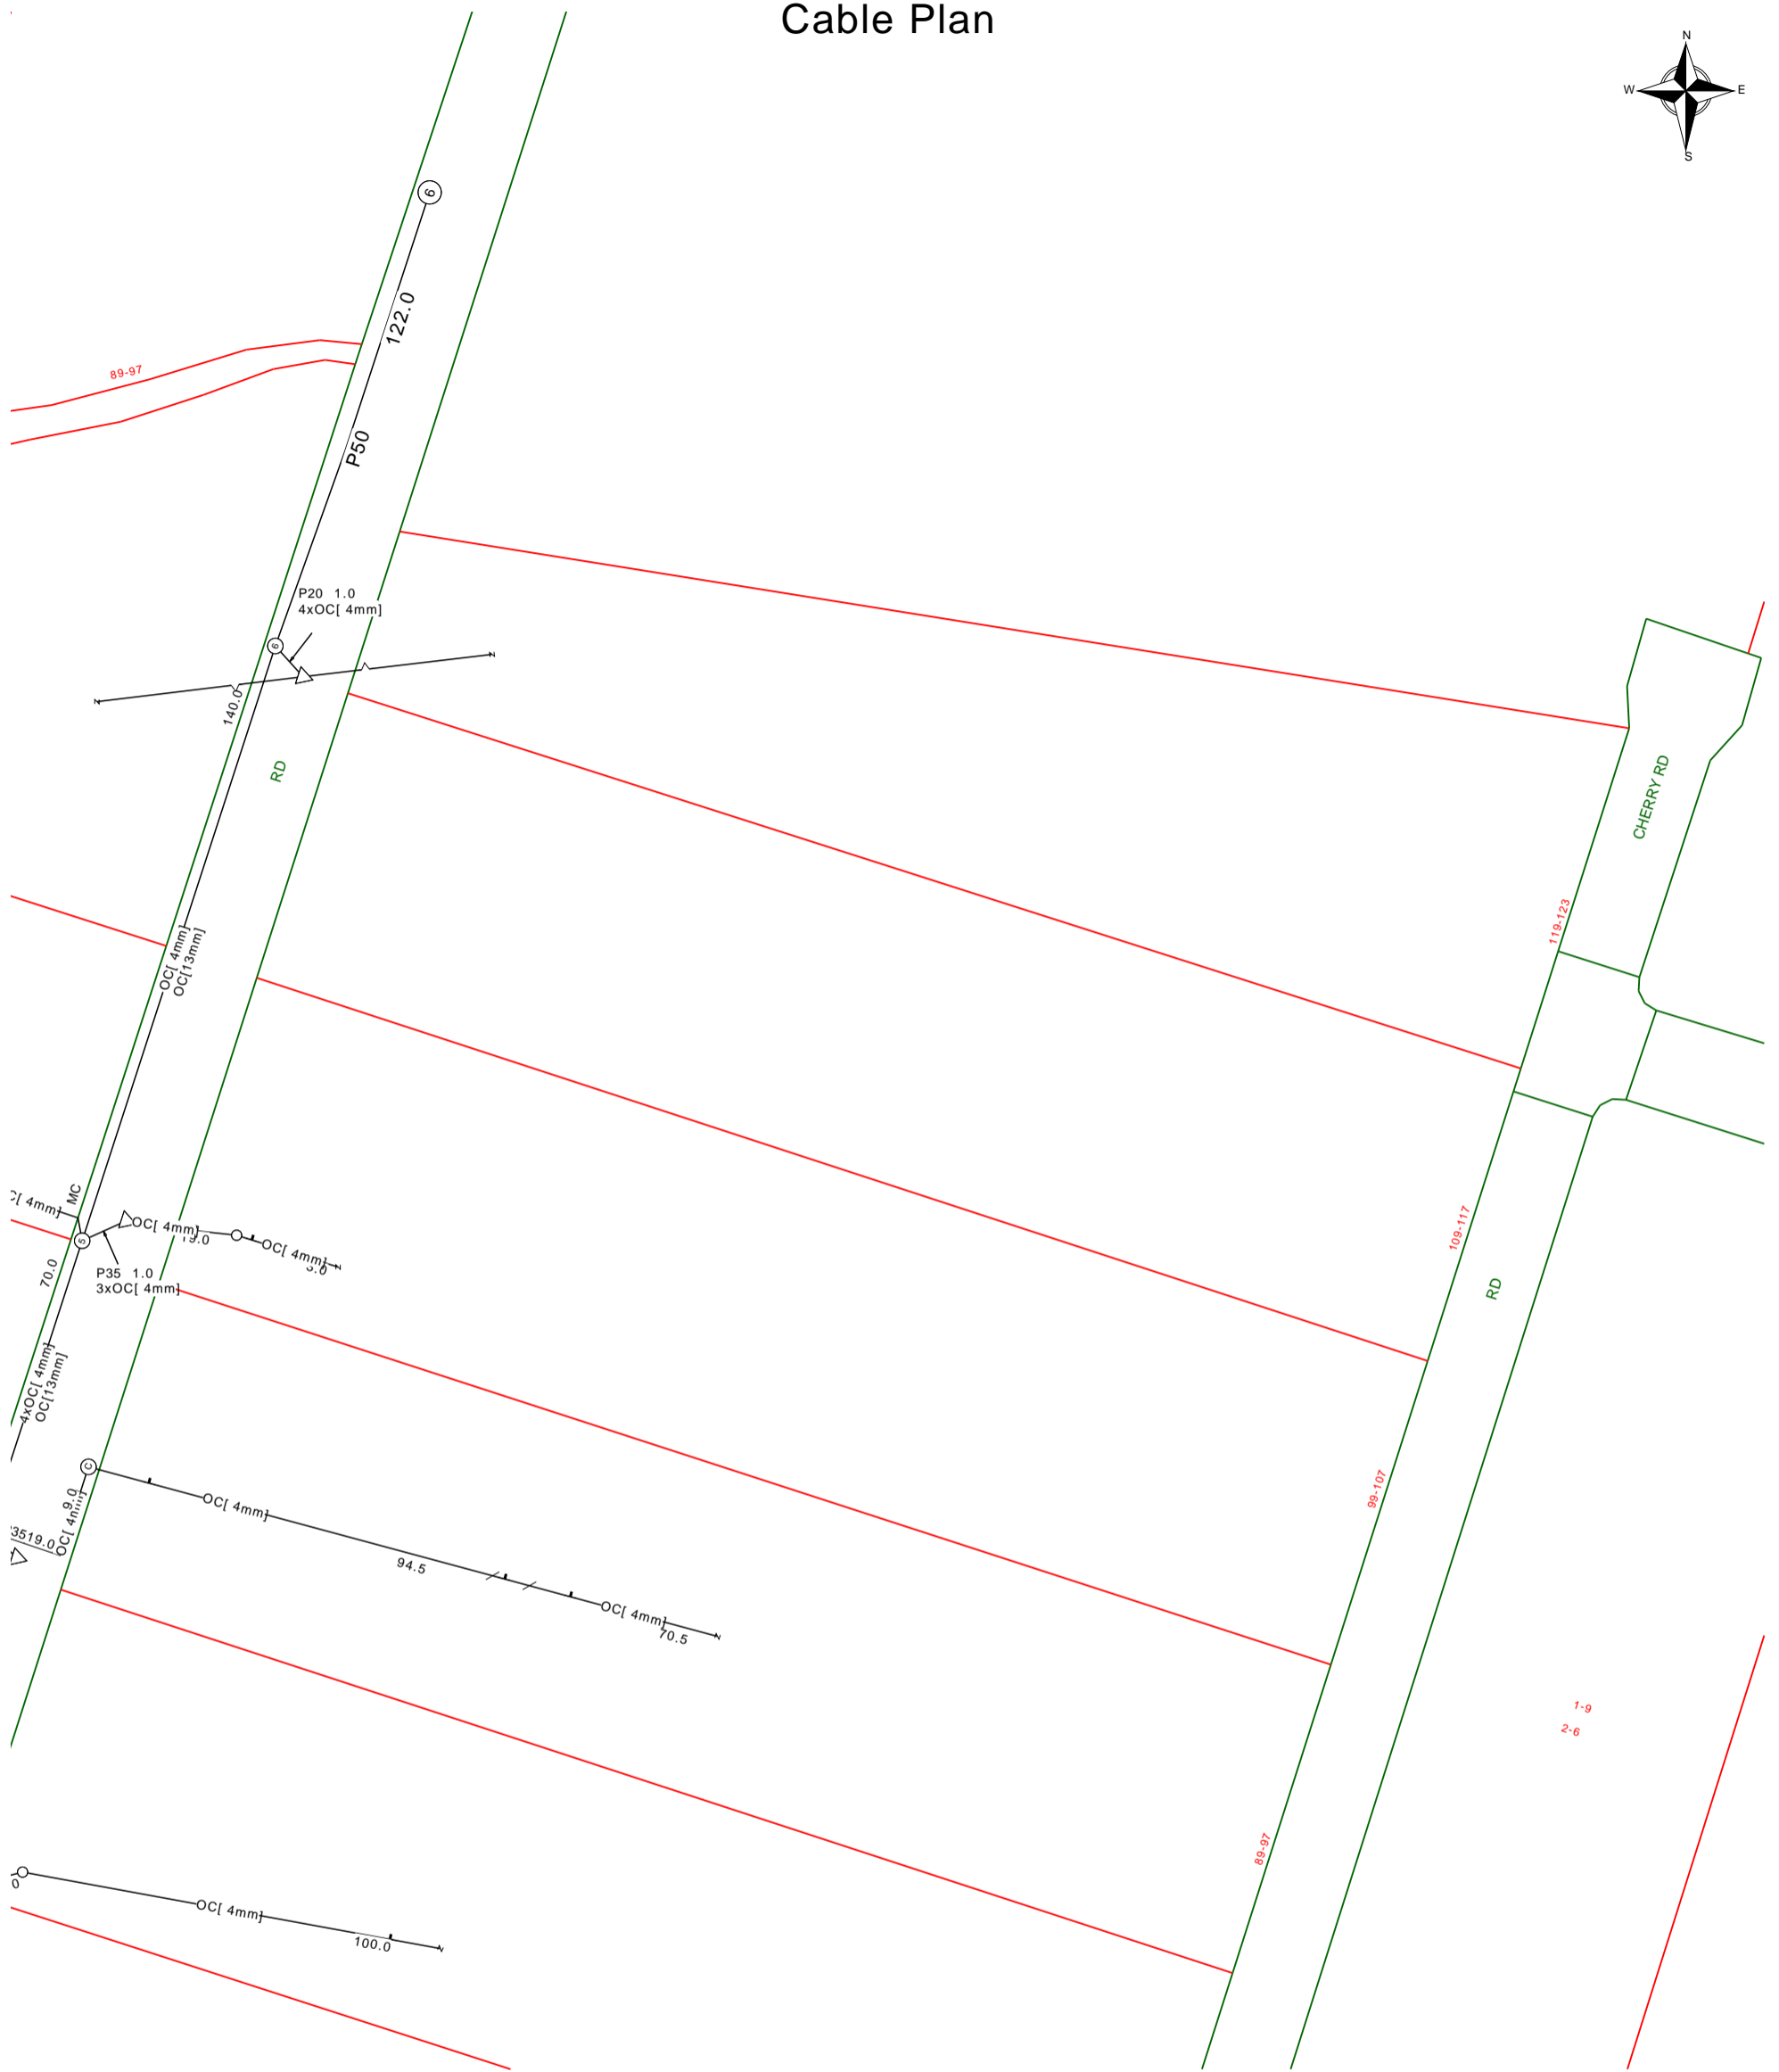 Cable Plan
N
W
E
S
6
122.0
89-97
P50
P20 1.0
4xOC[ 4mm]
6
140.0
RD
CHERRY RD
119-123
OC[ 4mm]
OC[13mm]
MC
4mm]
5
OC[ 4mm]
OC[ 4mm]
70.0
P35 1.0
3xOC[ 4mm]
109-117
RD
4xOC[ 4mm]
OC[13mm]
C
9.0
OC[ 4mm]
OC[ 4mm]
3519.0
94.5
OC[ 4mm]
70.5
99-107
1-9
2-6
89-97
0
OC[ 4mm]
100.0